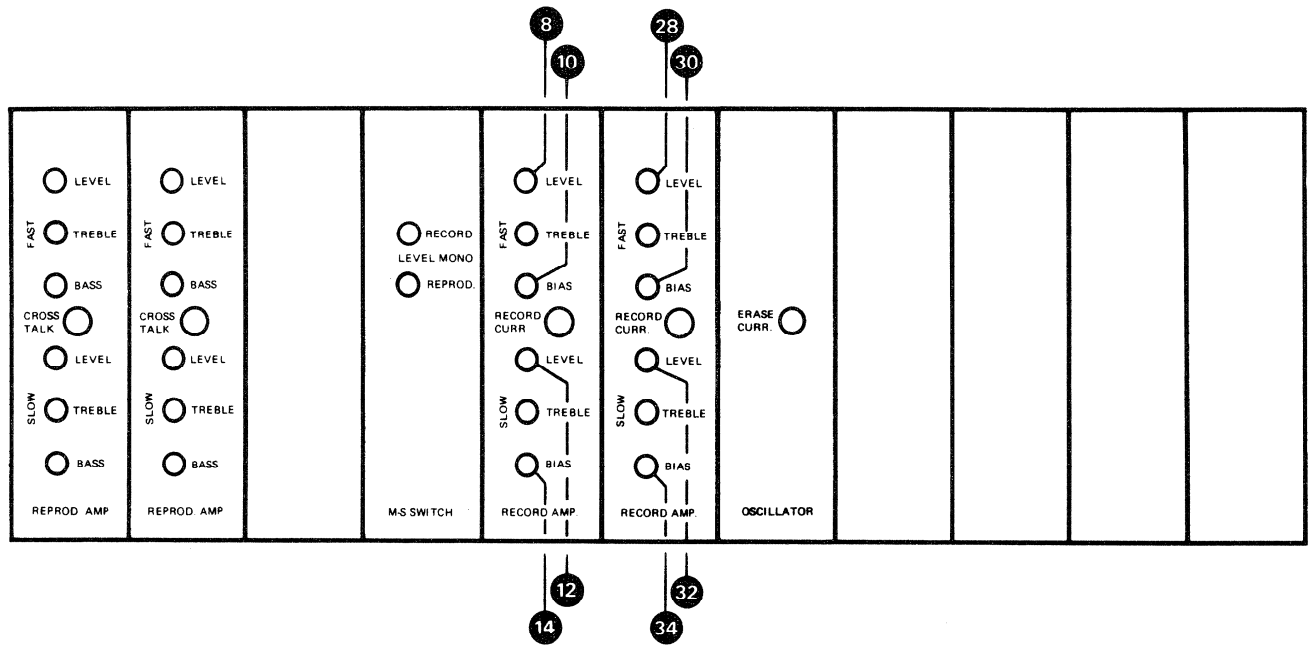 8
10
28
30
LEVEL
FAST
TREBLE
BASS
CROSS
TALK
LEVEL
SLOW
TREBLE
BASS
REPROD AMP
LEVEL
FAST
TREBLE
BASS
CROSS
TALK
LEVEL
SLOW
TREBLE
BASS
REPROD. AMP
RECORD
LEVEL MONO
REPROD.
M-S SWITCH
LEVEL
FAST
TREBLE
BIAS
RECORD
CURR
LEVEL
SLOW
TREBLE
BIAS
RECORD AMP.
LEVEL
FAST
TREBLE
BIAS
RECORD
CURR.
LEVEL
SLOW
TREBLE
BIAS
RECORD AMP.
ERASE
CURR.
OSCILLATOR
12
14
32
34